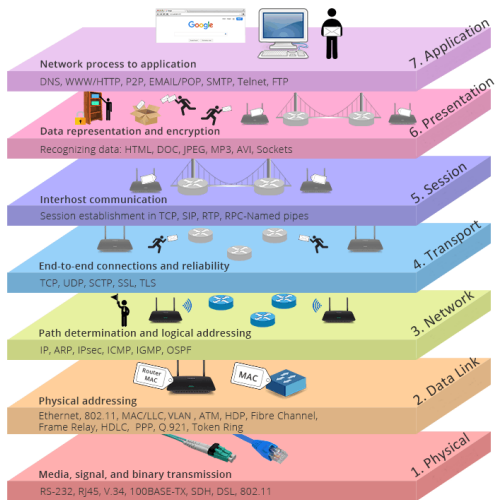 Google
7. Application
Network process to application
DNS, WWW/HTTP, P2P, EMAIL/POP, SMTP, Telnet, FTP
6. Presentation
Data representation and encryption
Recognizing data: HTML, DOC, JPEG, MP3, AVI, Sockets
5. Session
Interhost communication
Session establishment in TCP, SIP, RTP, RPC-Named pipes
4. Transport
End-to-end connections and reliability
TCP, UDP, SCTP, SSL, TLS
3. Network
Path determination and logical addressing
IP, ARP, IPsec, ICMP, IGMP, OSPF
2. Data Link
Router
MAC
MAC
Physical addressing
Ethernet, 802.11, MAC/LLC, VLAN , ATM, HDP, Fibre Channel,
Frame Relay, HDLC, PPP, Q.921, Token Ring
1. Physical
Media, signal, and binary transmission
RS-232, RJ45, V.34, 100BASE-TX, SDH, DSL, 802.11